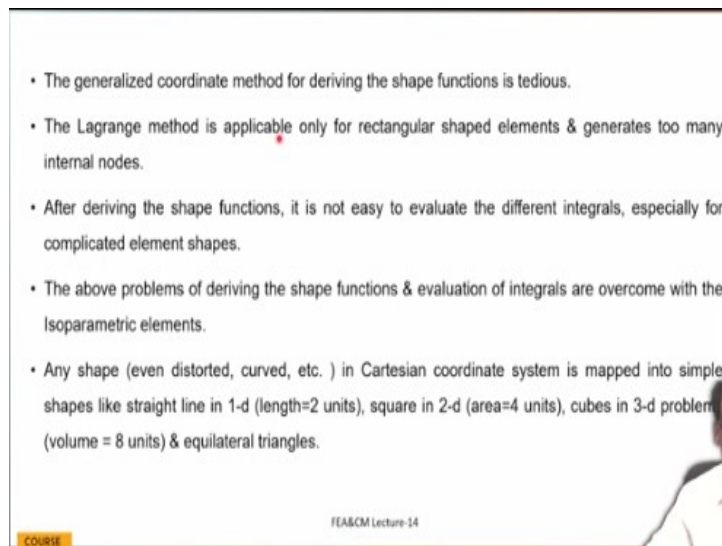 • The generalized coordinate method for deriving the shape functions is tedious.
• The Lagrange method is applicable only for rectangular shaped elements & generates too many
internal nodes.
• After deriving the shape functions, it is not easy to evaluate the different integrals, especially for
complicated element shapes.
• The above problems of deriving the shape functions & evaluation of integrals are overcome with the
Isoparametric elements.
• Any shape (even distorted, curved, etc. ) in Cartesian coordinate system is mapped into simple
shapes like straight line in 1-d (length=2 units), square in 2-d (area=4 units), cubes in 3-d problem
(volume = 8 units) & equilateral triangles.
FEA&CM Lecture-14
COURSE